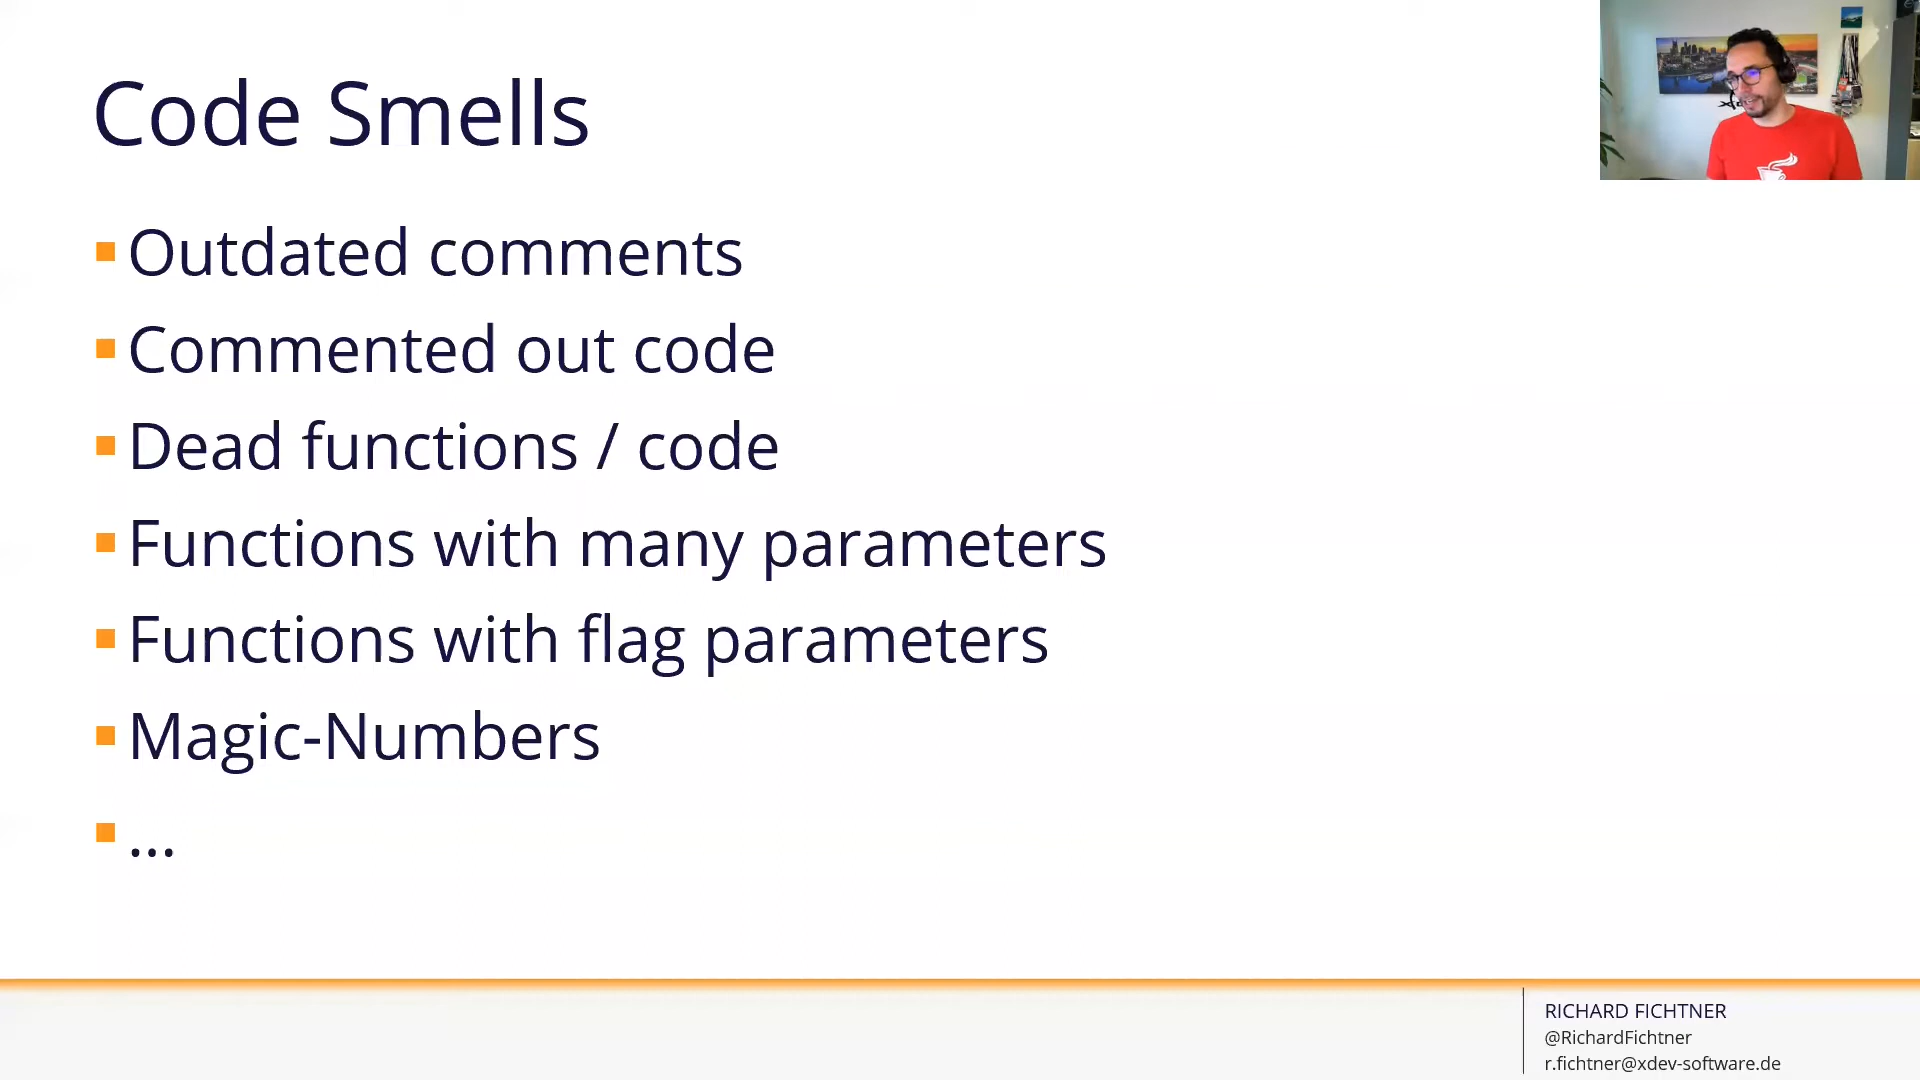 Code Smells
Outdated comments
Commented out code
Dead functions / code
Functions with many parameters
Functions with flag parameters
Magic-Numbers
...
RICHARD FICHTNER
@RichardFichtner
r.fichtner@xdev-software.de